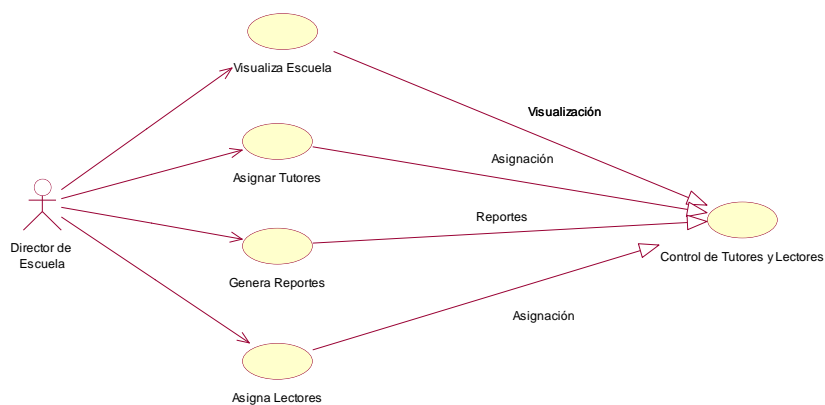 Visualiza Escuela
Visualización
Asignar Tutores
Asignación
Director de
Escuela
Genera Reportes
Reportes
Control de Tutores y Lectores
Asignación
Asigna Lectores